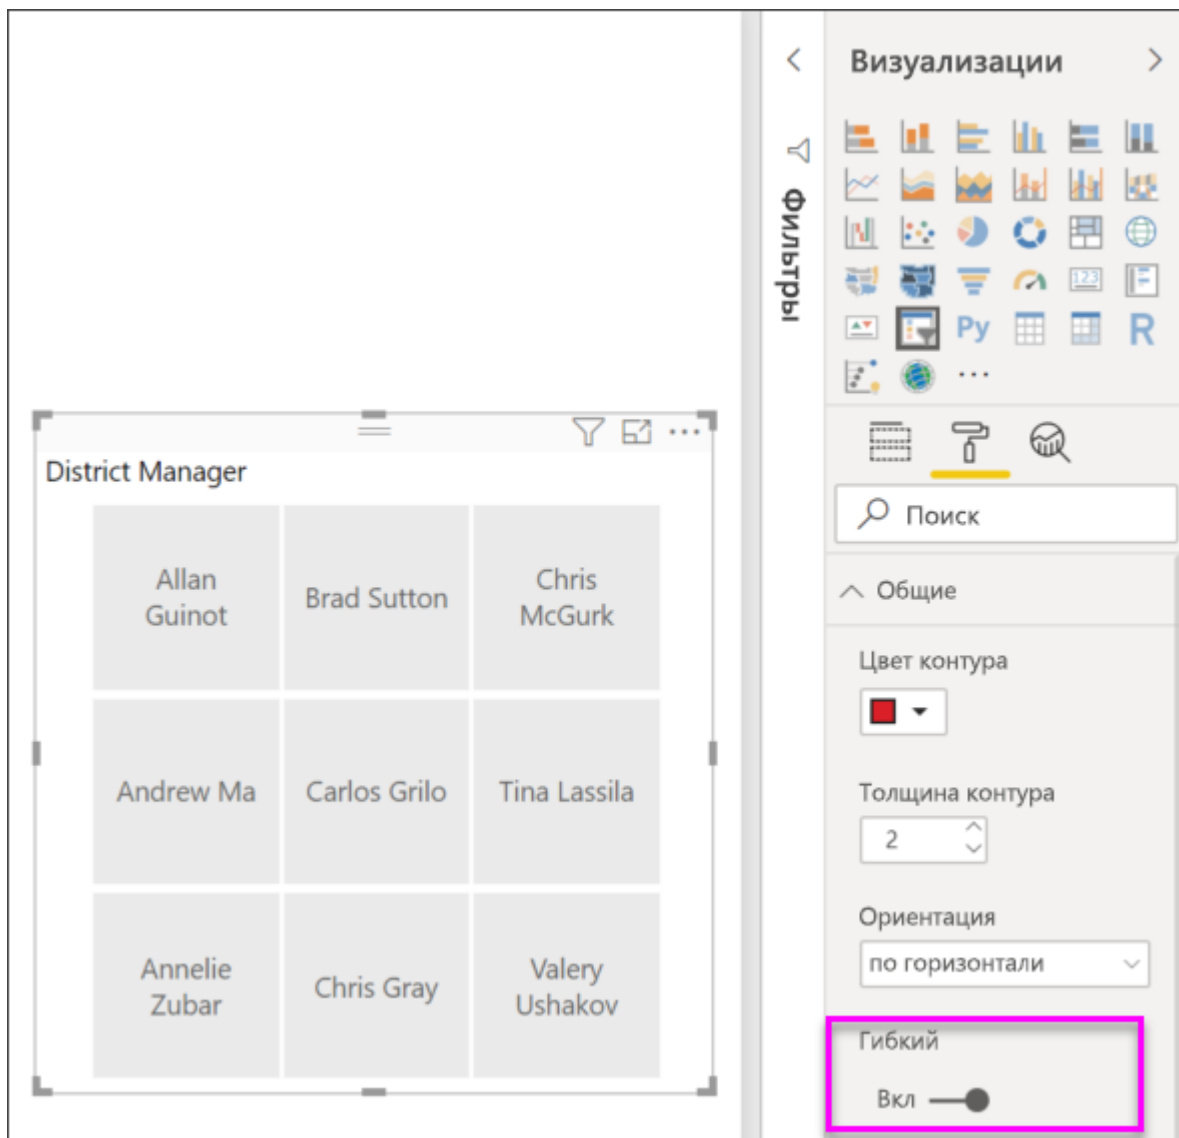 Визуализации
Фильтры
123
Py
R
District Manager
Allan
Guinot
Brad Sutton
Chris
McGurk
Andrew Ma
Carlos Grilo
Tina Lassila
Annelie
Zubar
Chris Gray
Valery
Ushakov
Поиск
Общие
Цвет контура
Толщина контура
2
Ориентация
по горизонтали
Гибкий
Вкл